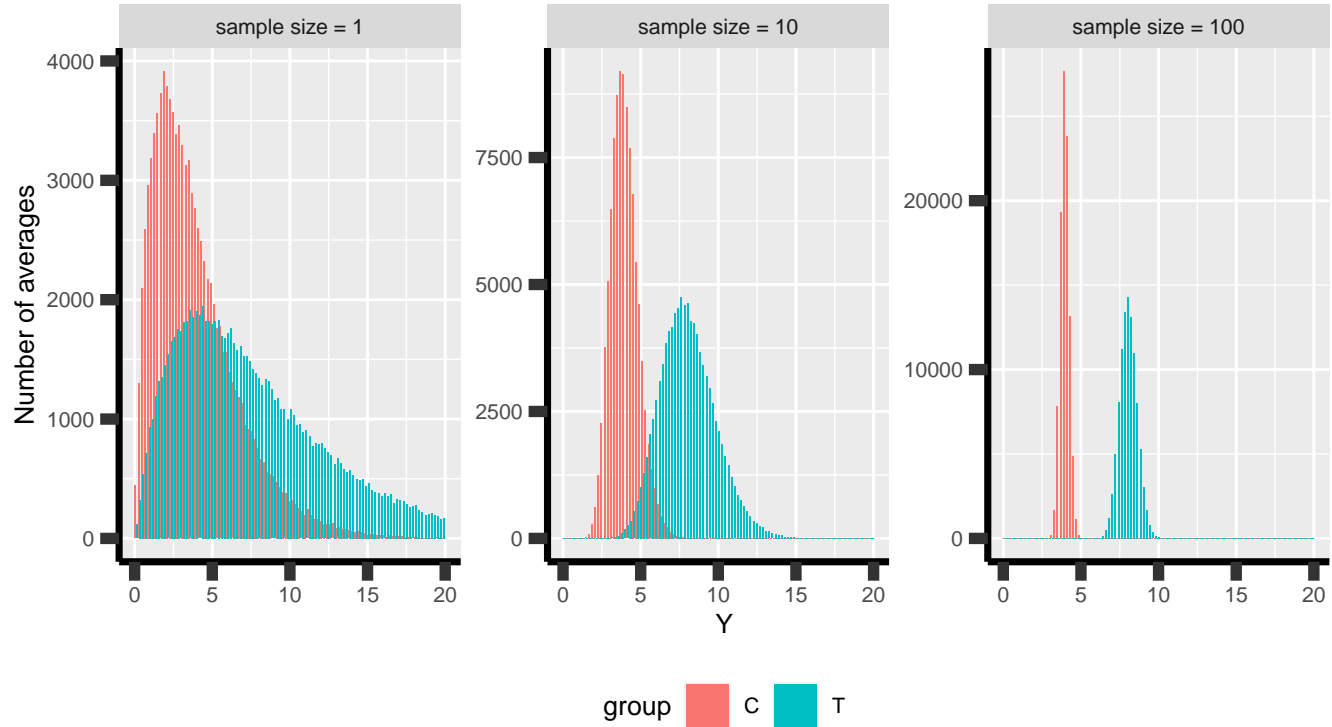 sample size = 1
sample size = 10
sample size = 100
Number of averages
4000
3000
2000
1000
0
7500
5000
2500
0
20000
10000
0
0 5 10 15 20
0 5 10 15 20
0 5 10 15 20
Y
group C T